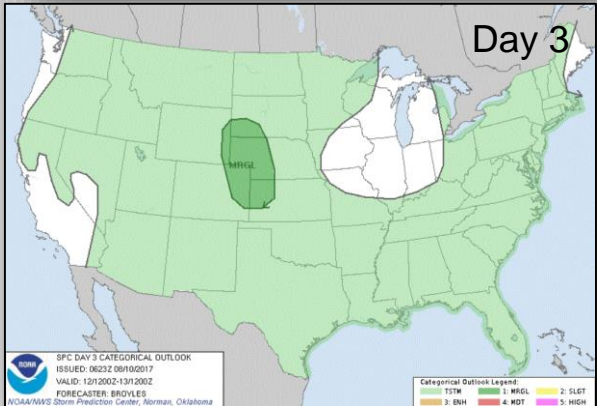 Day 3
MRGL
NOAA
SPC DAY 3 CATEGORICAL OUTLOOK
ISSUED: 0623Z 08/10/2017
VALID: 12/1200Z-13/1200Z
FORECASTER: BROYLES
NOAA/NWS Storm Prediction Center, Norman, Oklahoma
Categorical Outlook Legend:
TSTM 1: MRGL 2: SLGT
3: ENH 4: MDT 5: HIGH